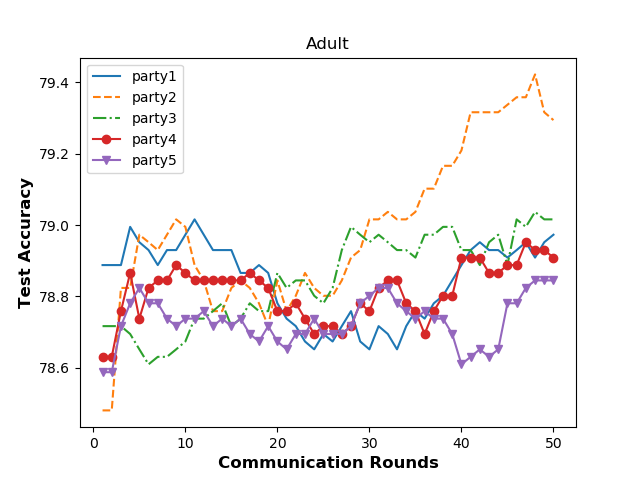 Adult
party1
party2
party3
party4
party5
79.4
79.2
79.0
78.8
78.6
Test Accuracy
0 10 20 30 40 50
Communication Rounds